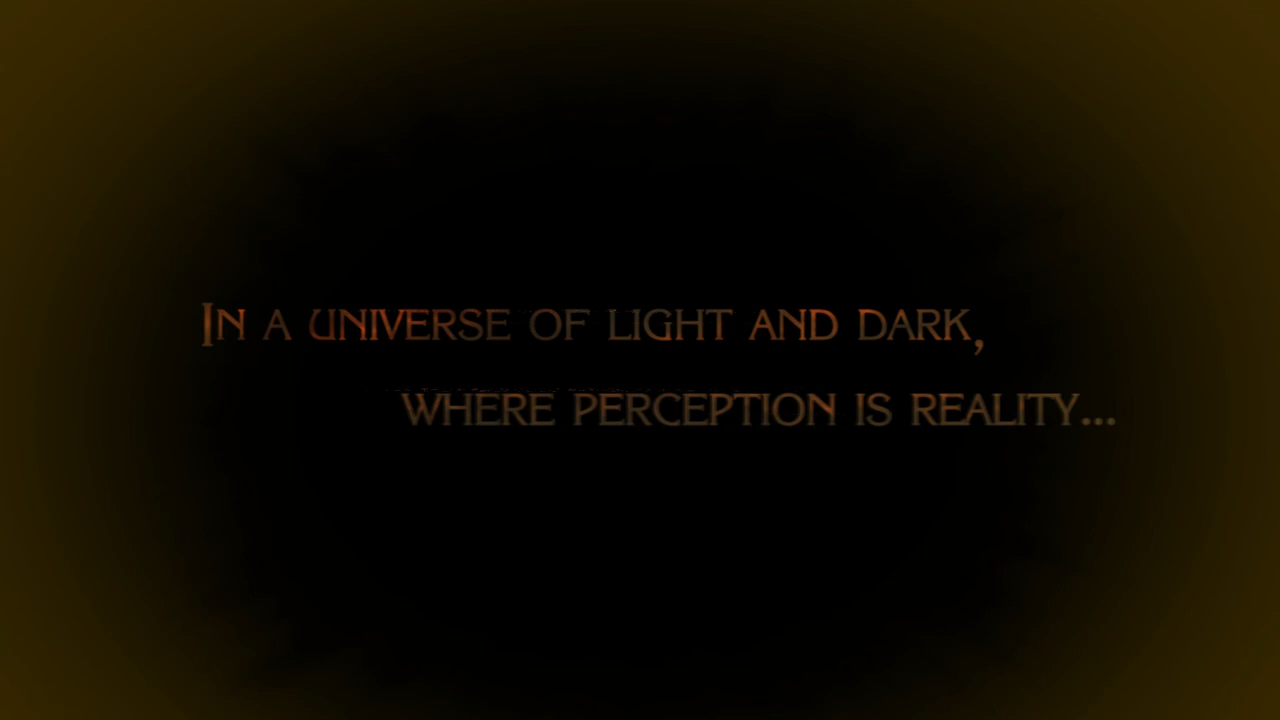 In a universe of light and dark,
where perception is reality...